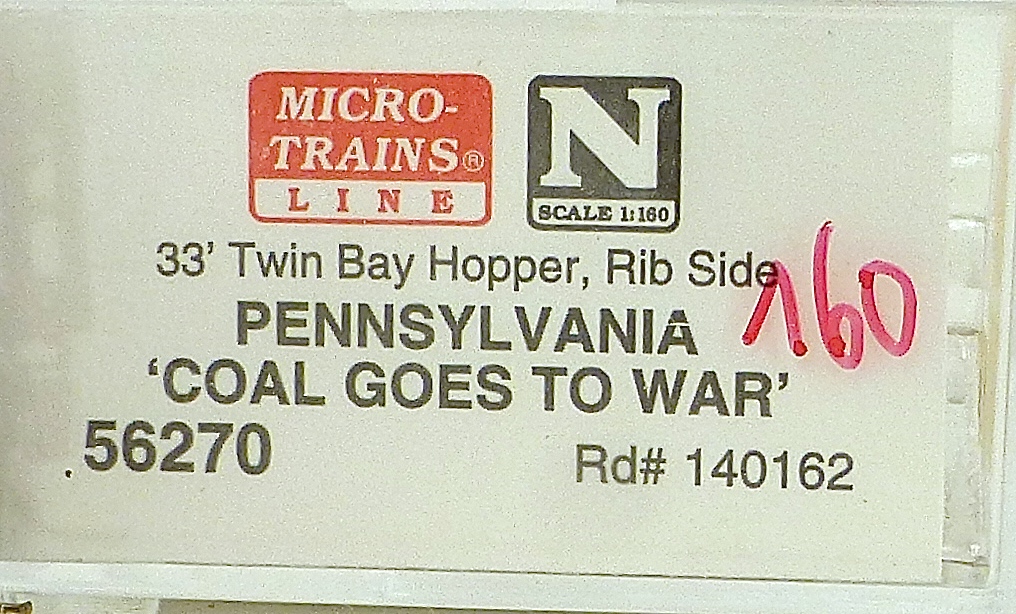 MICRO-
TRAINS®
LINE
N
SCALE 1:160
33' Twin Bay Hopper, Rib Side
160
PENNSYLVANIA
'COAL GOES TO WAR'
56270
Rd# 140162